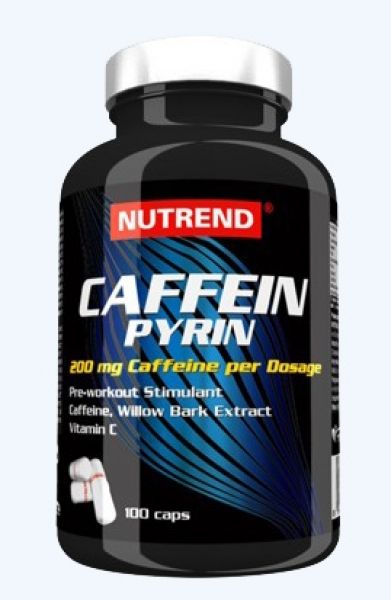 NUTREND®
CAFFEIN
PYRIN
200 mg Caffeine per Dosage
Pre-workout Stimulant
Caffeine, Willow Bark Extract
Vitamin C
100 caps